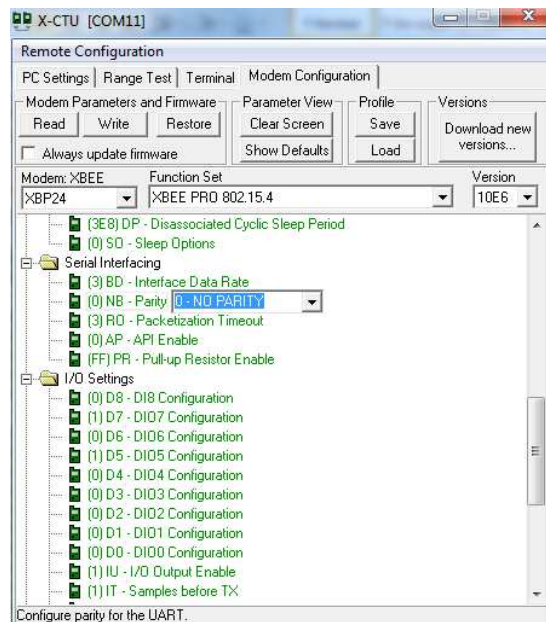 X-CTU [COM11]
Remote Configuration
PC Settings Range Test Terminal Modem Configuration
Modem Parameters and Firmware Parameter View Profile Versions
Read Write Restore Clear Screen Save Download new versions...
Always update firmware Show Defaults Load
Modem: XBEE Function Set Version
XBP24 XBEE PRO 802.15.4 10E6
(3E8) DP - Disassociated Cyclic Sleep Period
(0) SO - Sleep Options
Serial Interfacing
(3) BD - Interface Data Rate
(0) NB - Parity 0 - NO PARITY
(3) RO - Packetization Timeout
(0) AP - API Enable
(FF) PR - Pull-up Resistor Enable
I/O Settings
(0) D8 - DI8 Configuration
(1) D7 - DIO7 Configuration
(0) D6 - DIO6 Configuration
(1) D5 - DIO5 Configuration
(0) D4 - DIO4 Configuration
(0) D3 - DIO3 Configuration
(0) D2 - DIO2 Configuration
(0) D1 - DIO1 Configuration
(0) D0 - DIO0 Configuration
(1) IU - I/O Output Enable
(1) IT - Samples before TX
Configure parity for the UART.